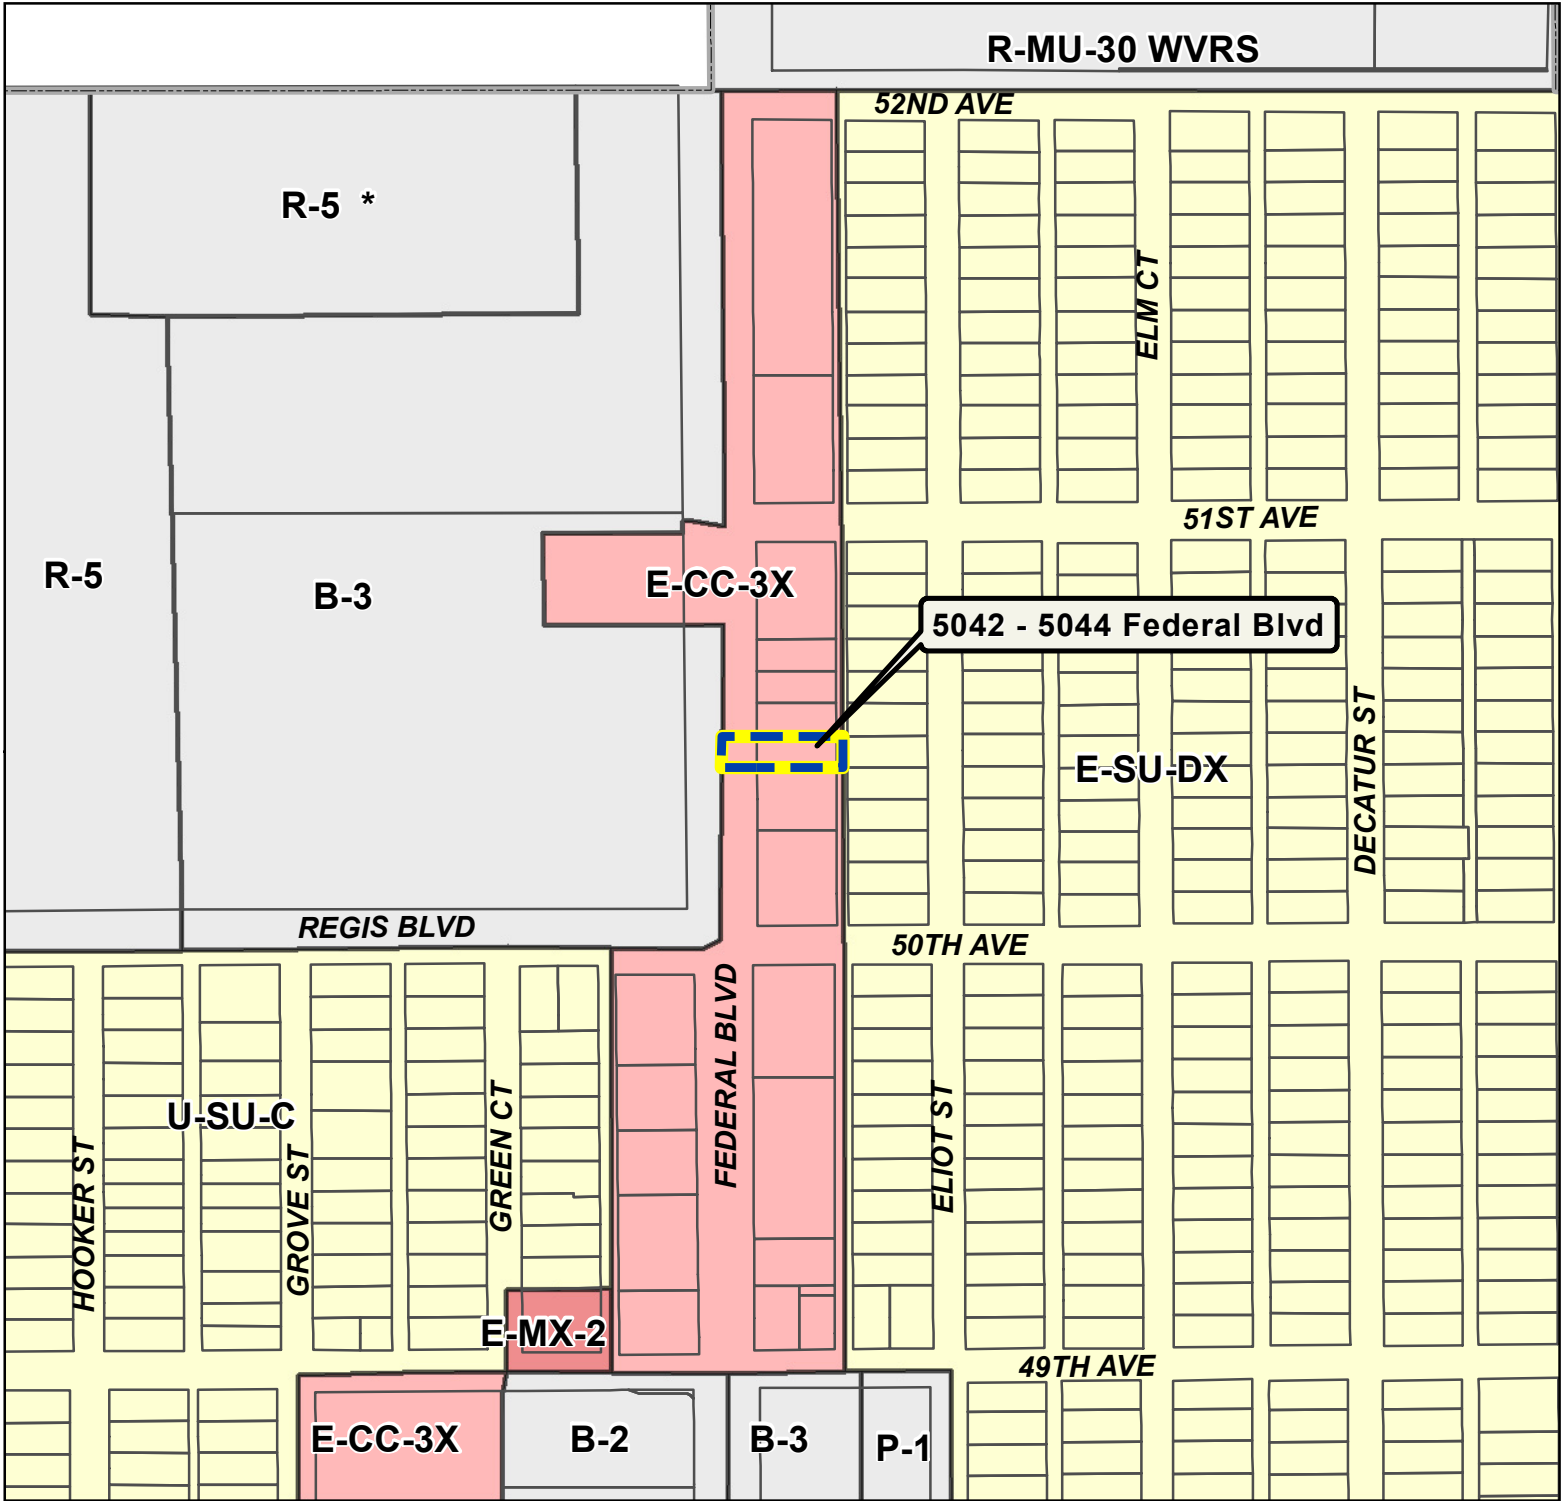 R-MU-30 WVRS
52ND AVE
R-5 *
ELM CT
51ST AVE
R-5
B-3
E-CC-3X
5042 - 5044 Federal Blvd
E-SU-DX
DECATUR ST
REGIS BLVD
50TH AVE
FEDERAL BLVD
U-SU-C
GREEN CT
ELIOT ST
HOOKER ST
GROVE ST
E-MX-2
49TH AVE
E-CC-3X
B-2
B-3
P-1